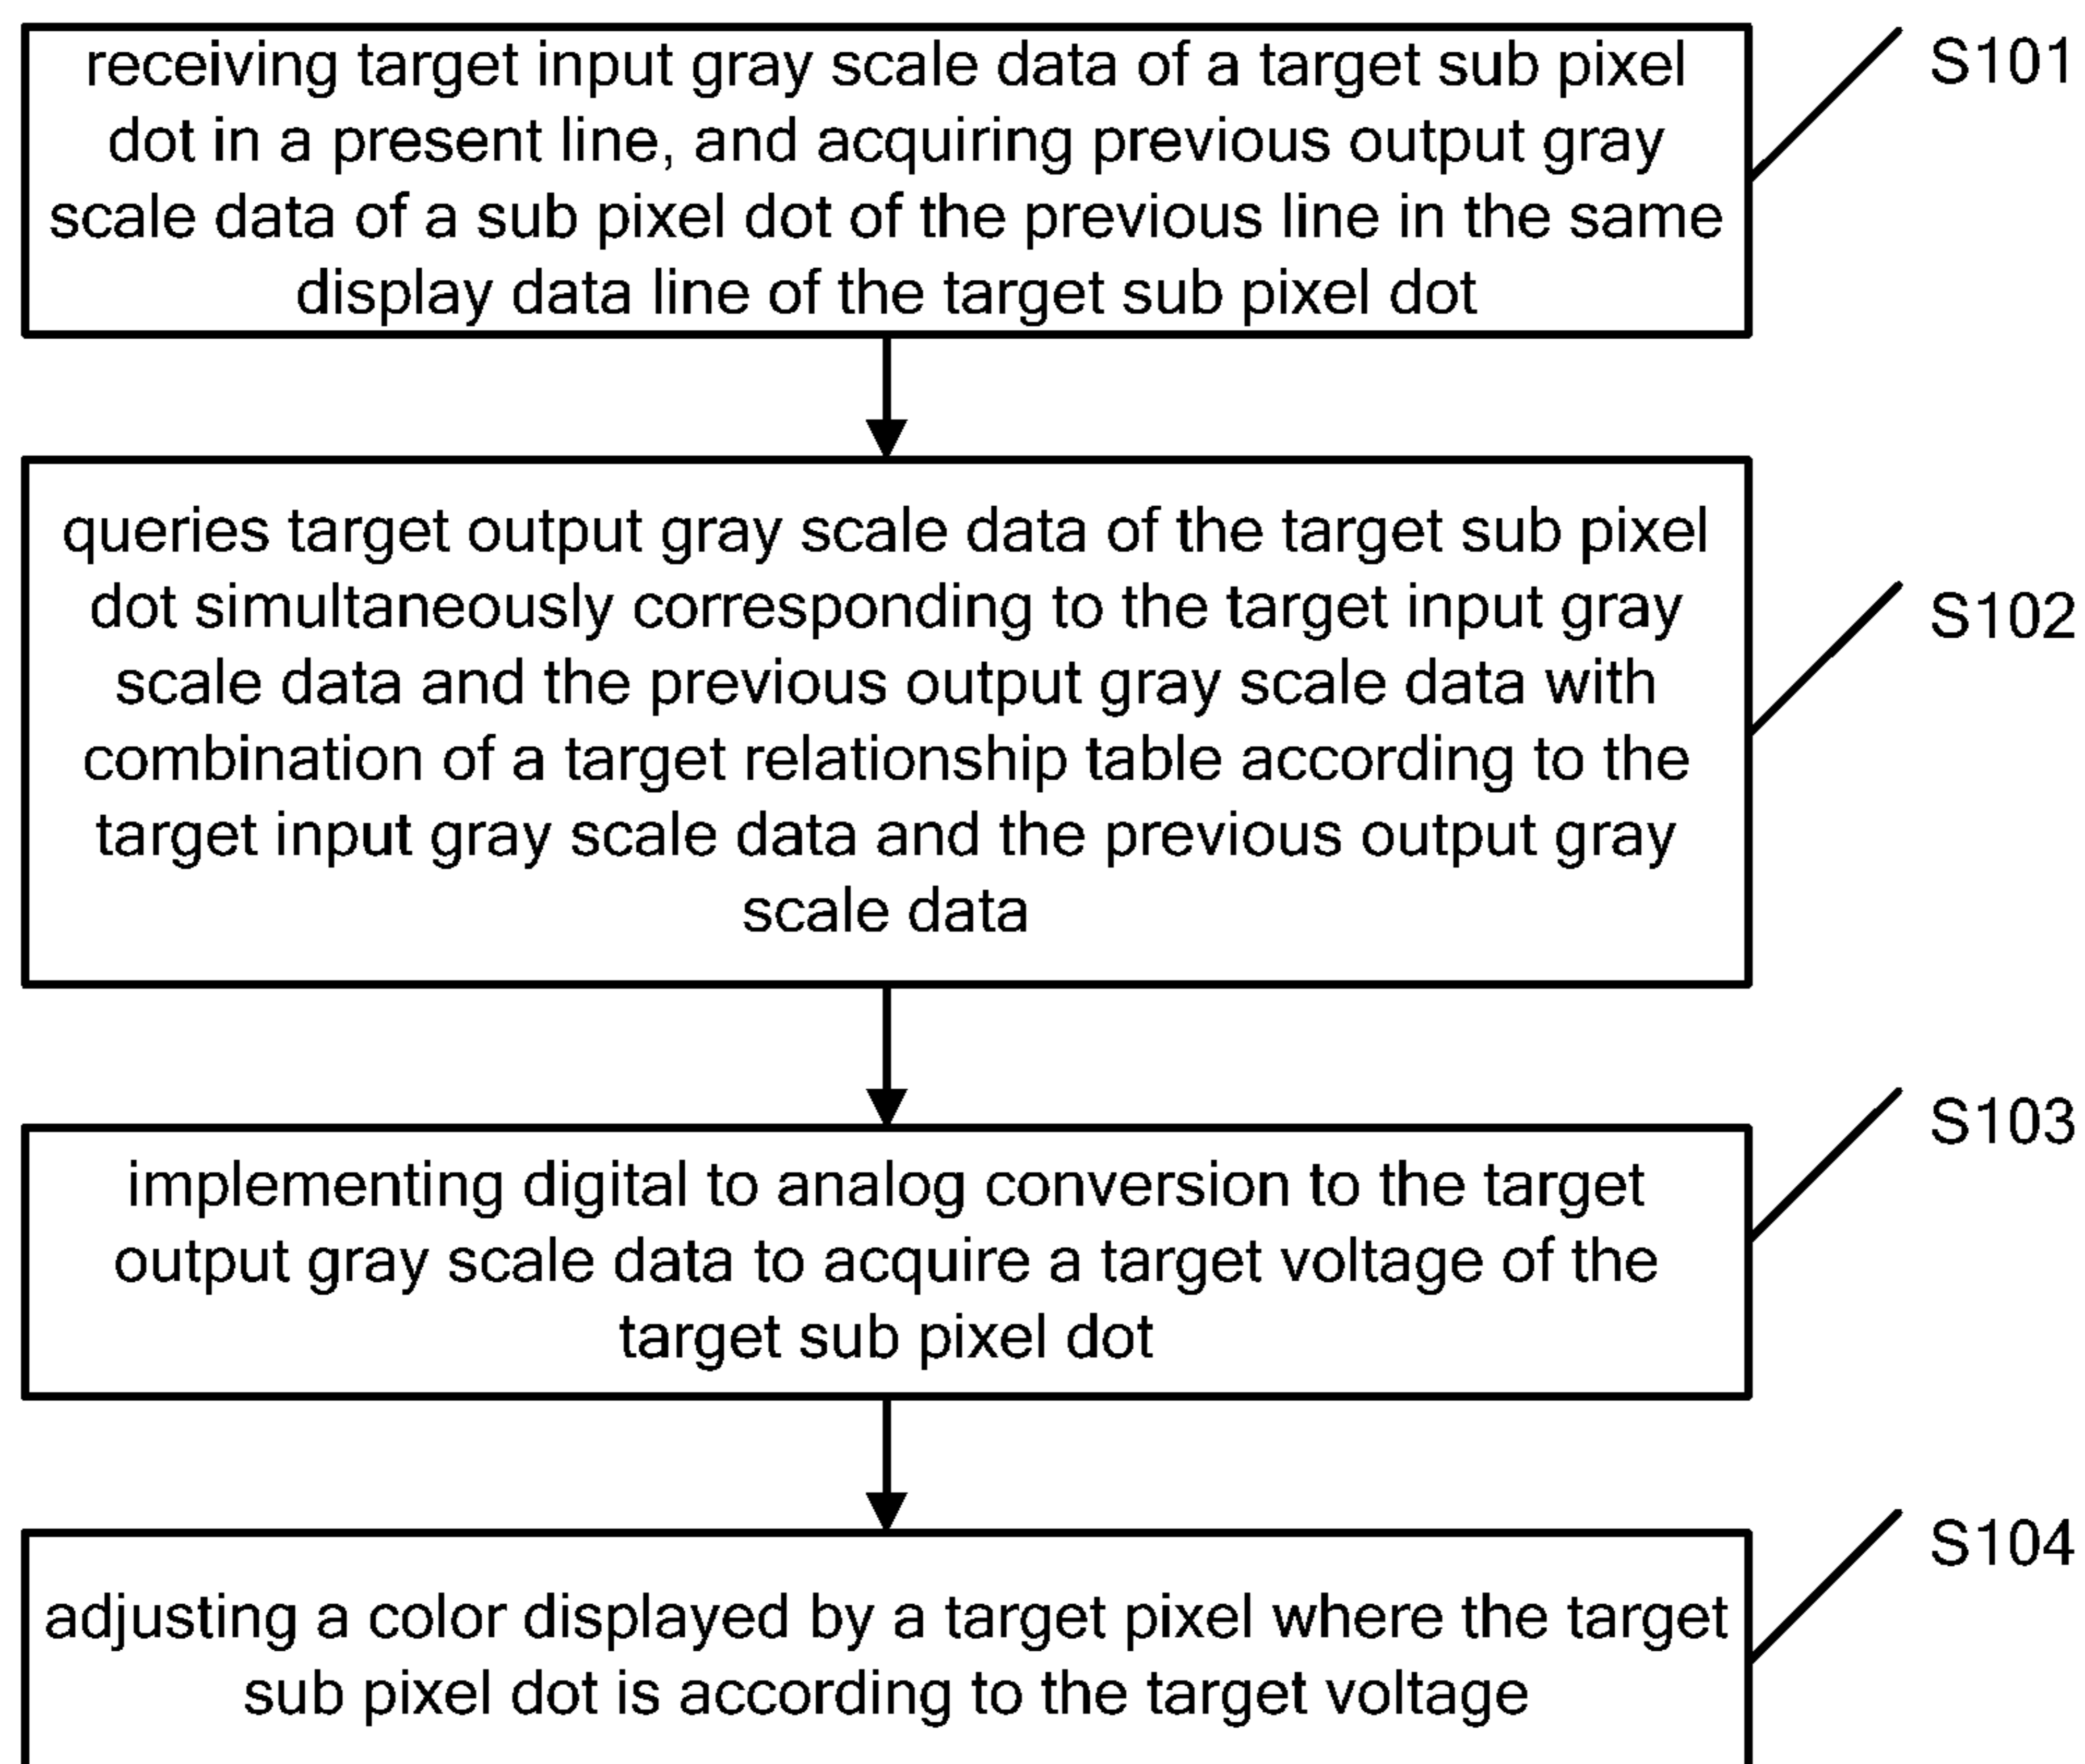 receiving target input gray scale data of a target sub pixel
dot in a present line, and acquiring previous output gray
scale data of a sub pixel dot of the previous line in the same
display data line of the target sub pixel dot
S101
queries target output gray scale data of the target sub pixel
dot simultaneously corresponding to the target input gray
scale data and the previous output gray scale data with
combination of a target relationship table according to the
target input gray scale data and the previous output gray
scale data
S102
implementing digital to analog conversion to the target
output gray scale data to acquire a target voltage of the
target sub pixel dot
S103
adjusting a color displayed by a target pixel where the target
sub pixel dot is according to the target voltage
S104